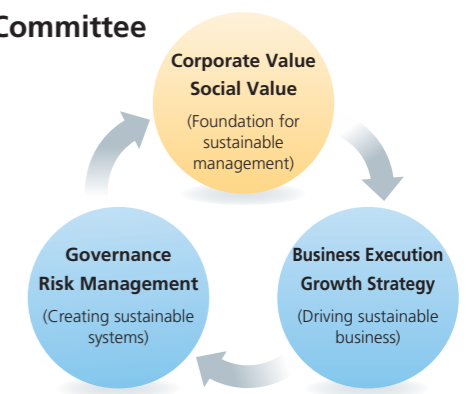 Committee
Corporate Value
Social Value
(Foundation for
sustainable
management)
Governance
Risk Management
(Creating sustainable
systems)
Business Execution
Growth Strategy
(Driving sustainable
business)